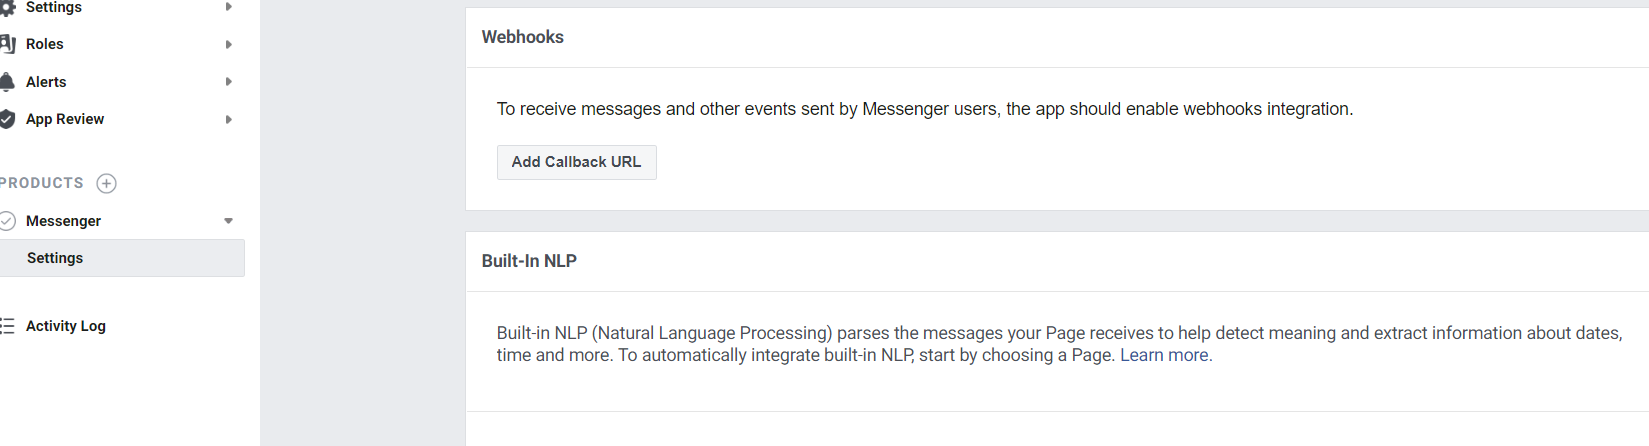 Settings
Roles
Alerts
App Review
PRODUCTS
Messenger
Settings
Activity Log
Webhooks
To receive messages and other events sent by Messenger users, the app should enable webhooks integration.
Add Callback URL
Built-In NLP
Built-in NLP (Natural Language Processing) parses the messages your Page receives to help detect meaning and extract information about dates,
time and more. To automatically integrate built-in NLP, start by choosing a Page. Learn more.